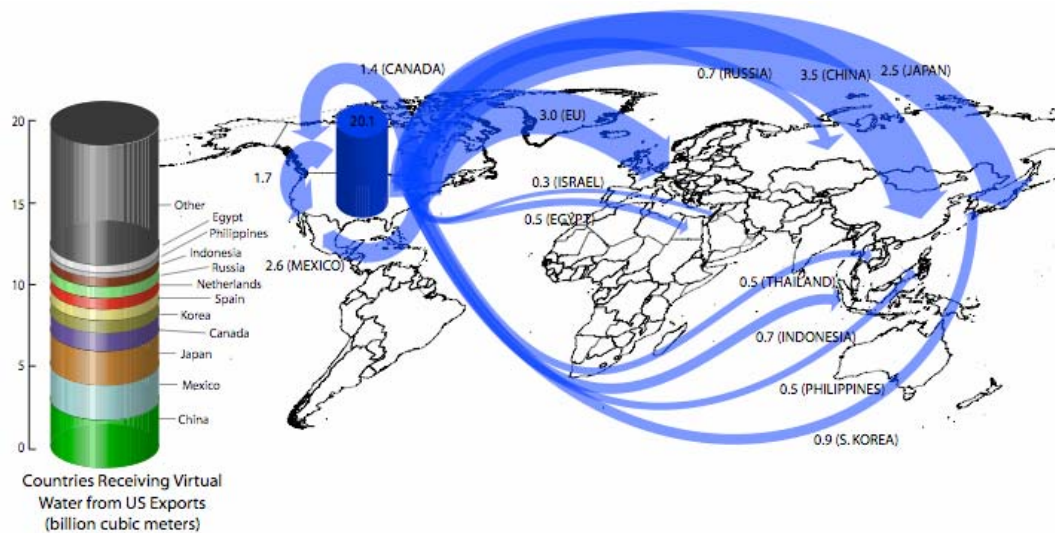 20
15
10
5
0
Other
Egypt
Philippines
Indonesia
Russia
Netherlands
Spain
Korea
Canada
Japan
Mexico
China
Countries Receiving Virtual
Water from US Exports
(billion cubic meters)
1.4 (CANADA)
20.1
1.7
2.6 (MEXICO)
3.0 (EU)
0.7 (RUSSIA)
3.5 (CHINA)
2.5 (JAPAN)
0.3 (ISRAEL)
0.5 (EGYPT)
0.5 (THAILAND)
0.7 (INDONESIA)
0.5 (PHILIPPINES)
0.9 (S. KOREA)